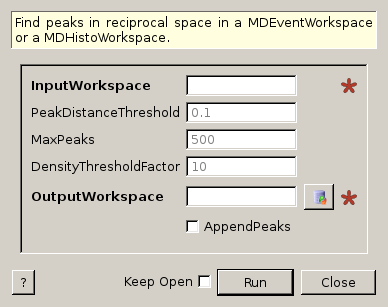 Find peaks in reciprocal space in a MDEventWorkspace
or a MDHistoWorkspace.
InputWorkspace
PeakDistanceThreshold 0.1
MaxPeaks 500
DensityThresholdFactor 10
OutputWorkspace
AppendPeaks
? Keep Open Run Close